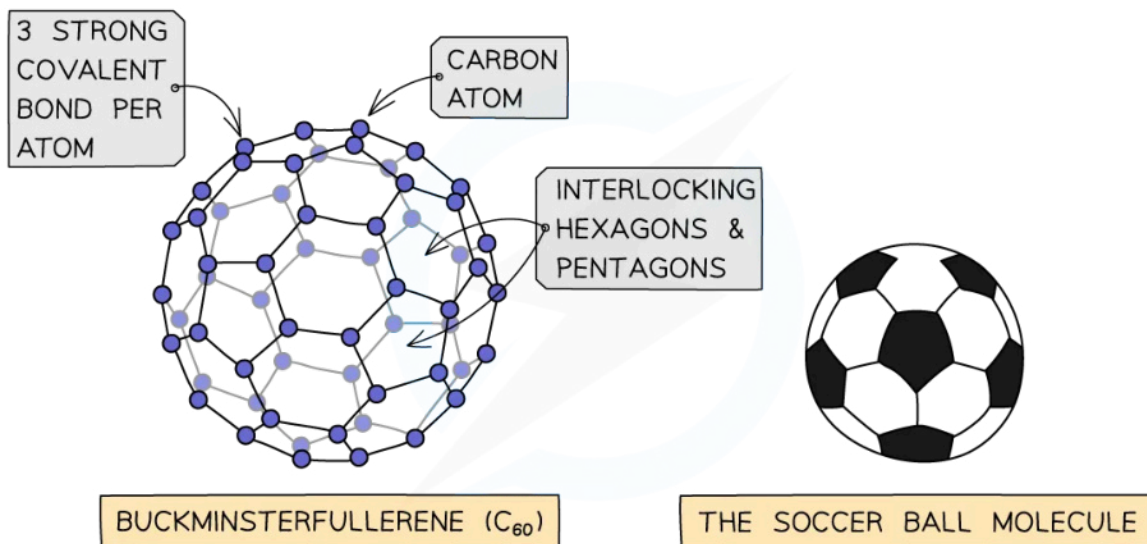 3 STRONG
COVALENT
BOND PER
ATOM
CARBON
ATOM
INTERLOCKING
HEXAGONS &
PENTAGONS
BUCKMINSTERFULLERENE (C₆₀)
THE SOCCER BALL MOLECULE